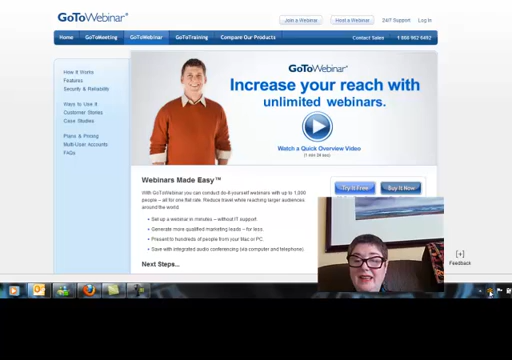 GoToWebinar
Join a Webinar
Host a Webinar
24/7 Support
Log In
Home
GoToMeeting
GoToWebinar
GoToTraining
Compare Our Products
Contact Sales
1 800 962 6492
How It Works
Features
Security & Reliability
Ways to Use It
Customer Stories
Case Studies
Plans & Pricing
Multi-User Accounts
FAQs
GoToWebinar
Increase your reach with
unlimited webinars.
Watch a Quick Overview Video
Webinars Made Easy™
With GoToWebinar you can conduct do-it-yourself webinars with up to 1,000
people – all for one flat rate. Reduce travel while reaching larger audiences
around the world.
• Set up a webinar in minutes – without IT support
• Generate more qualified marketing leads – for less.
• Present to hundreds of people from your Mac or PC.
• Save with integrated audio conferencing (via computer and telephone)
Next Steps...
Try It Free
Buy It Now
[+]
Feedback